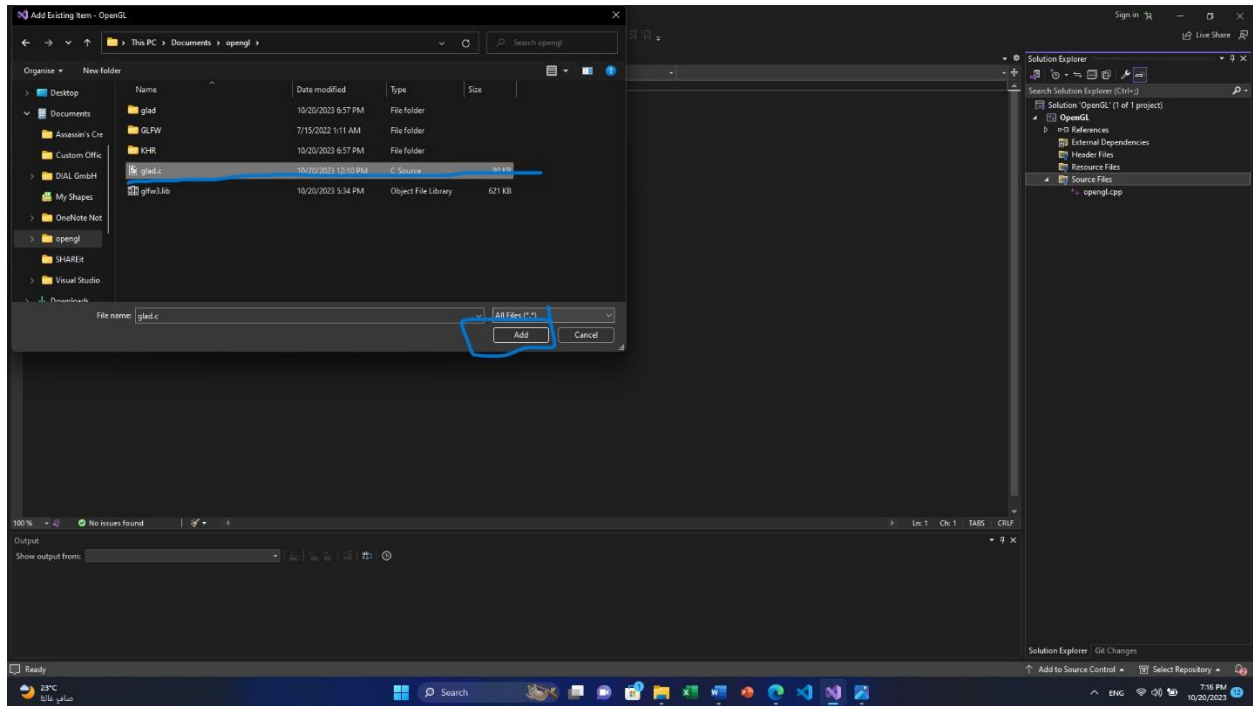 Add Existing Item - OpenGL
Sign in
This PC > Documents > opengl >
Search opengl
Live Share
Organise New folder
Solution Explorer
Name Date modified Type Size
Search Solution Explorer (Ctrl+;)
Desktop
Documents
Assassin's Cre
Custom Offic
DIAL GmbH
My Shapes
OneNote Not
opengl
SHAREit
Visual Studio
Downloads
glad 10/20/2023 6:57 PM File folder
GLFW 7/15/2022 1:11 AM File folder
KHR 10/20/2023 6:57 PM File folder
glad.c 10/20/2023 12:10 PM C Source 90 KB
glfw3.lib 10/20/2023 5:34 PM Object File Library 621 KB
File name: glad.c All Files (*.*)
Add Cancel
Solution 'OpenGL' (1 of 1 project)
OpenGL
References
External Dependencies
Header Files
Resource Files
Source Files
opengl.cpp
100 % No issues found Ln: 1 Ch: 1 TABS CRLF
Output
Show output from:
Solution Explorer Git Changes
Ready Add to Source Control Select Repository
23°C
صافي غالبًا
Search
ENG
7:16 PM
10/20/2023
12